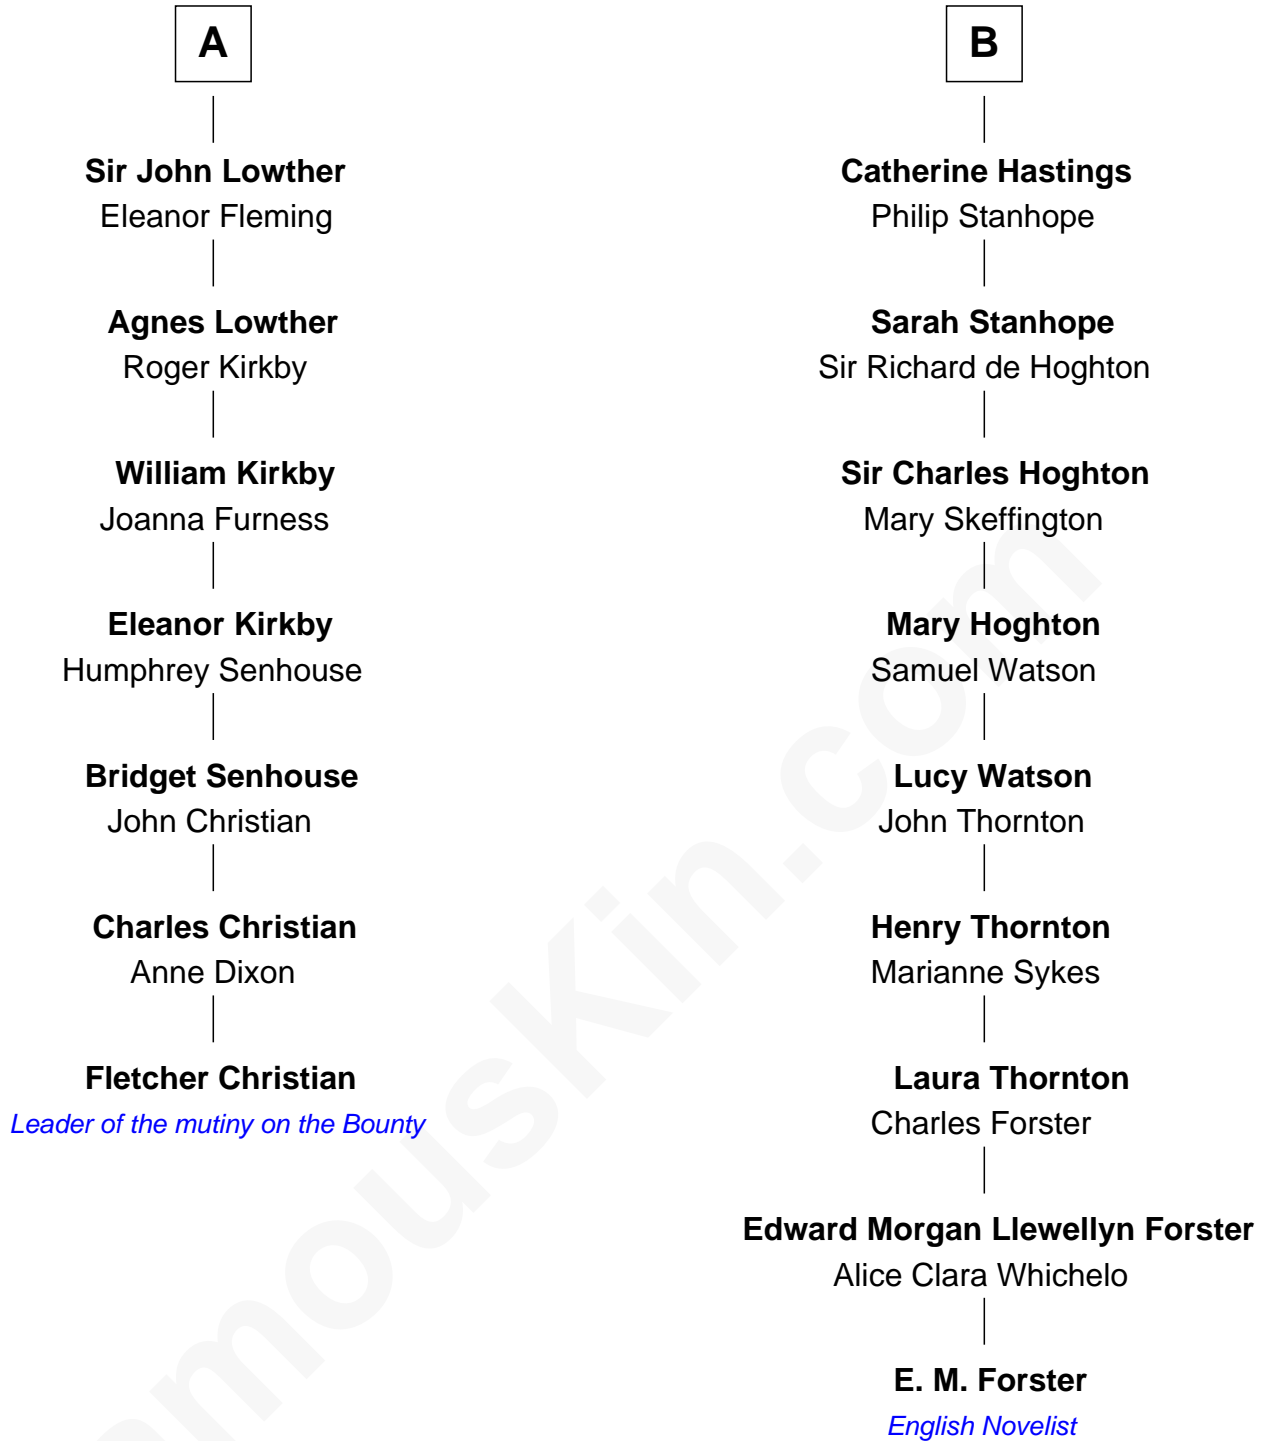 A
Sir John Lowther
Eleanor Fleming
Agnes Lowther
Roger Kirkby
William Kirkby
Joanna Furness
Eleanor Kirkby
Humphrey Senhouse
Bridget Senhouse
John Christian
Charles Christian
Anne Dixon
Fletcher Christian
Leader of the mutiny on the Bounty
B
Catherine Hastings
Philip Stanhope
Sarah Stanhope
Sir Richard de Hoghton
Sir Charles Hoghton
Mary Skeffington
Mary Hoghton
Samuel Watson
Lucy Watson
John Thornton
Henry Thornton
Marianne Sykes
Laura Thornton
Charles Forster
Edward Morgan Llewellyn Forster
Alice Clara Whichelo
E. M. Forster
English Novelist
amouskin.com